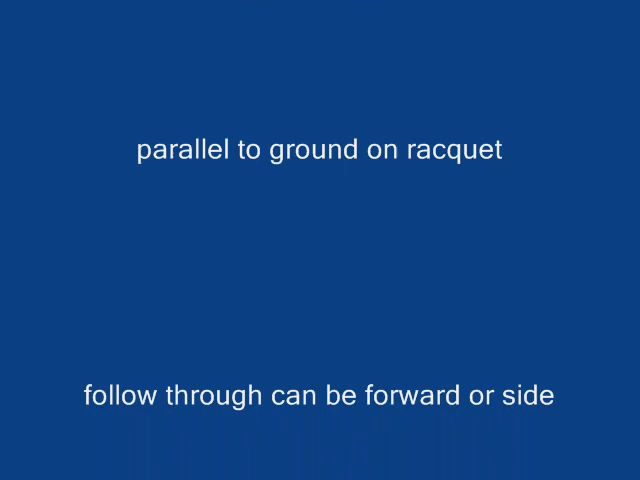 parallel to ground on racquet
follow through can be forward or side